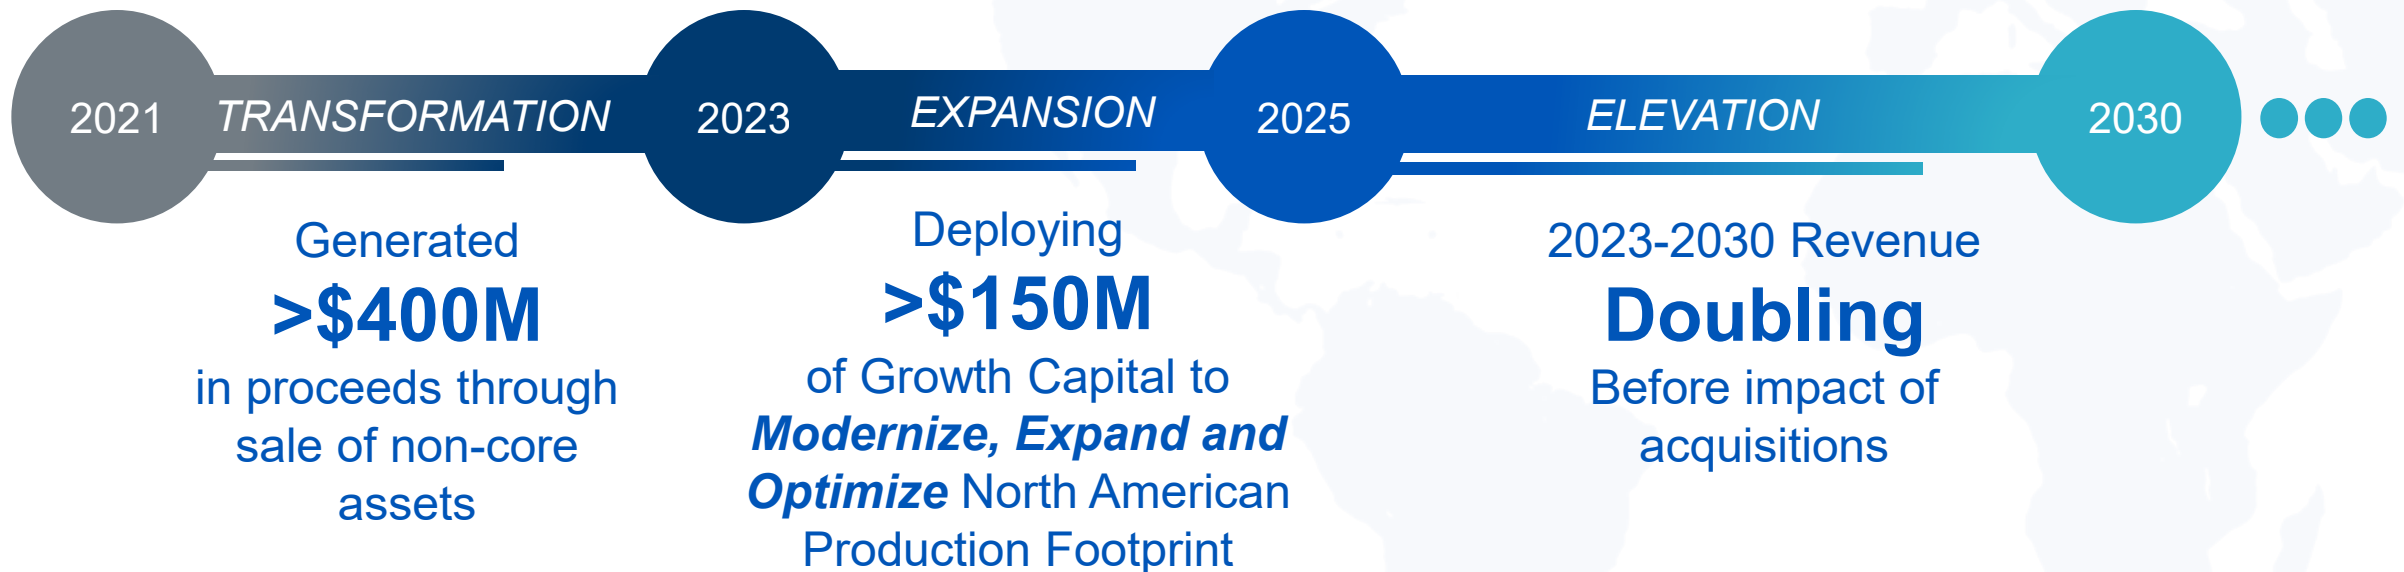 2021 TRANSFORMATION 2023 EXPANSION 2025 ELEVATION 2030
Generated
>$400M
in proceeds through
sale of non-core
assets
Deploying
>$150M
of Growth Capital to
Modernize, Expand and
Optimize North American
Production Footprint
2023-2030 Revenue
Doubling
Before impact of
acquisitions